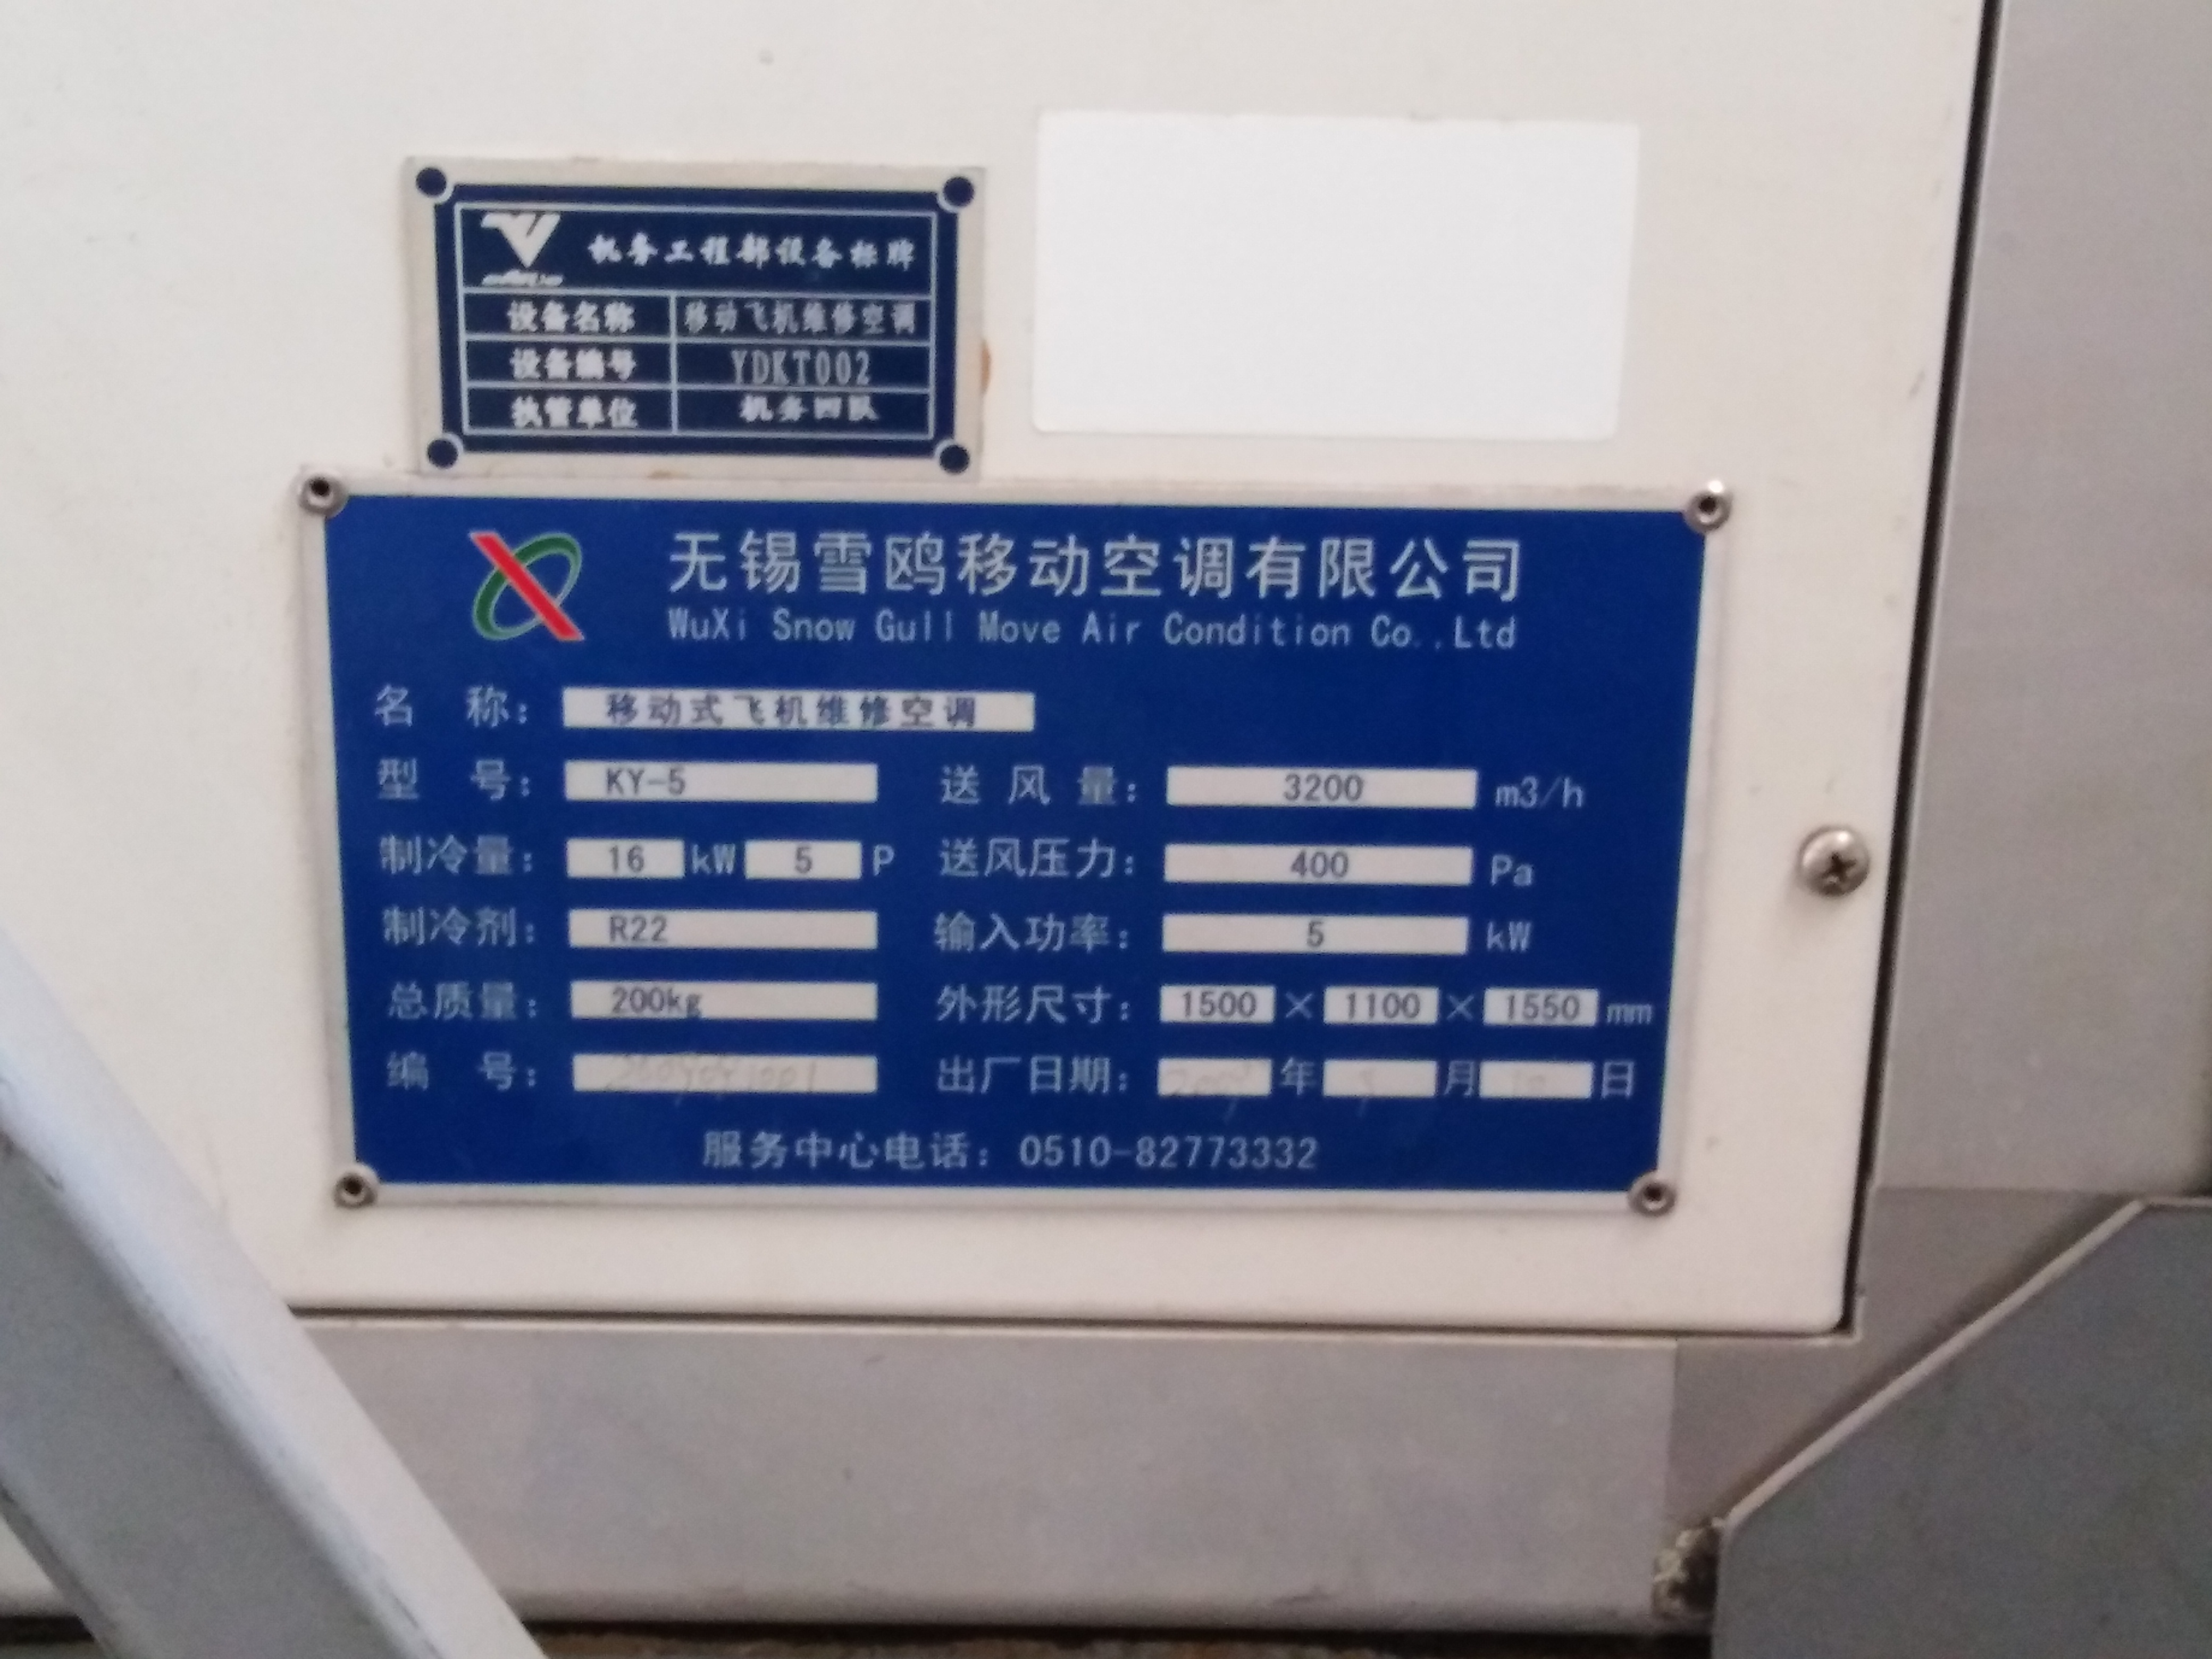 机务工程部设备标牌
设备名称 移动飞机维修空调
设备编号 YDKT002
执管单位 机务四队
无锡雪鸥移动空调有限公司
WuXi Snow Gull Move Air Condition Co.,Ltd
名 称: 移动式飞机维修空调
型 号: KY-5 送风量: 3200 m3/h
制冷量: 16 kW 5 P 送风压力: 400 Pa
制冷剂: R22 输入功率: 5 kW
总质量: 200kg 外形尺寸: 1500 × 1100 × 1550 mm
编 号: 出厂日期: 年 月 日
服务中心电话: 0510-82773332